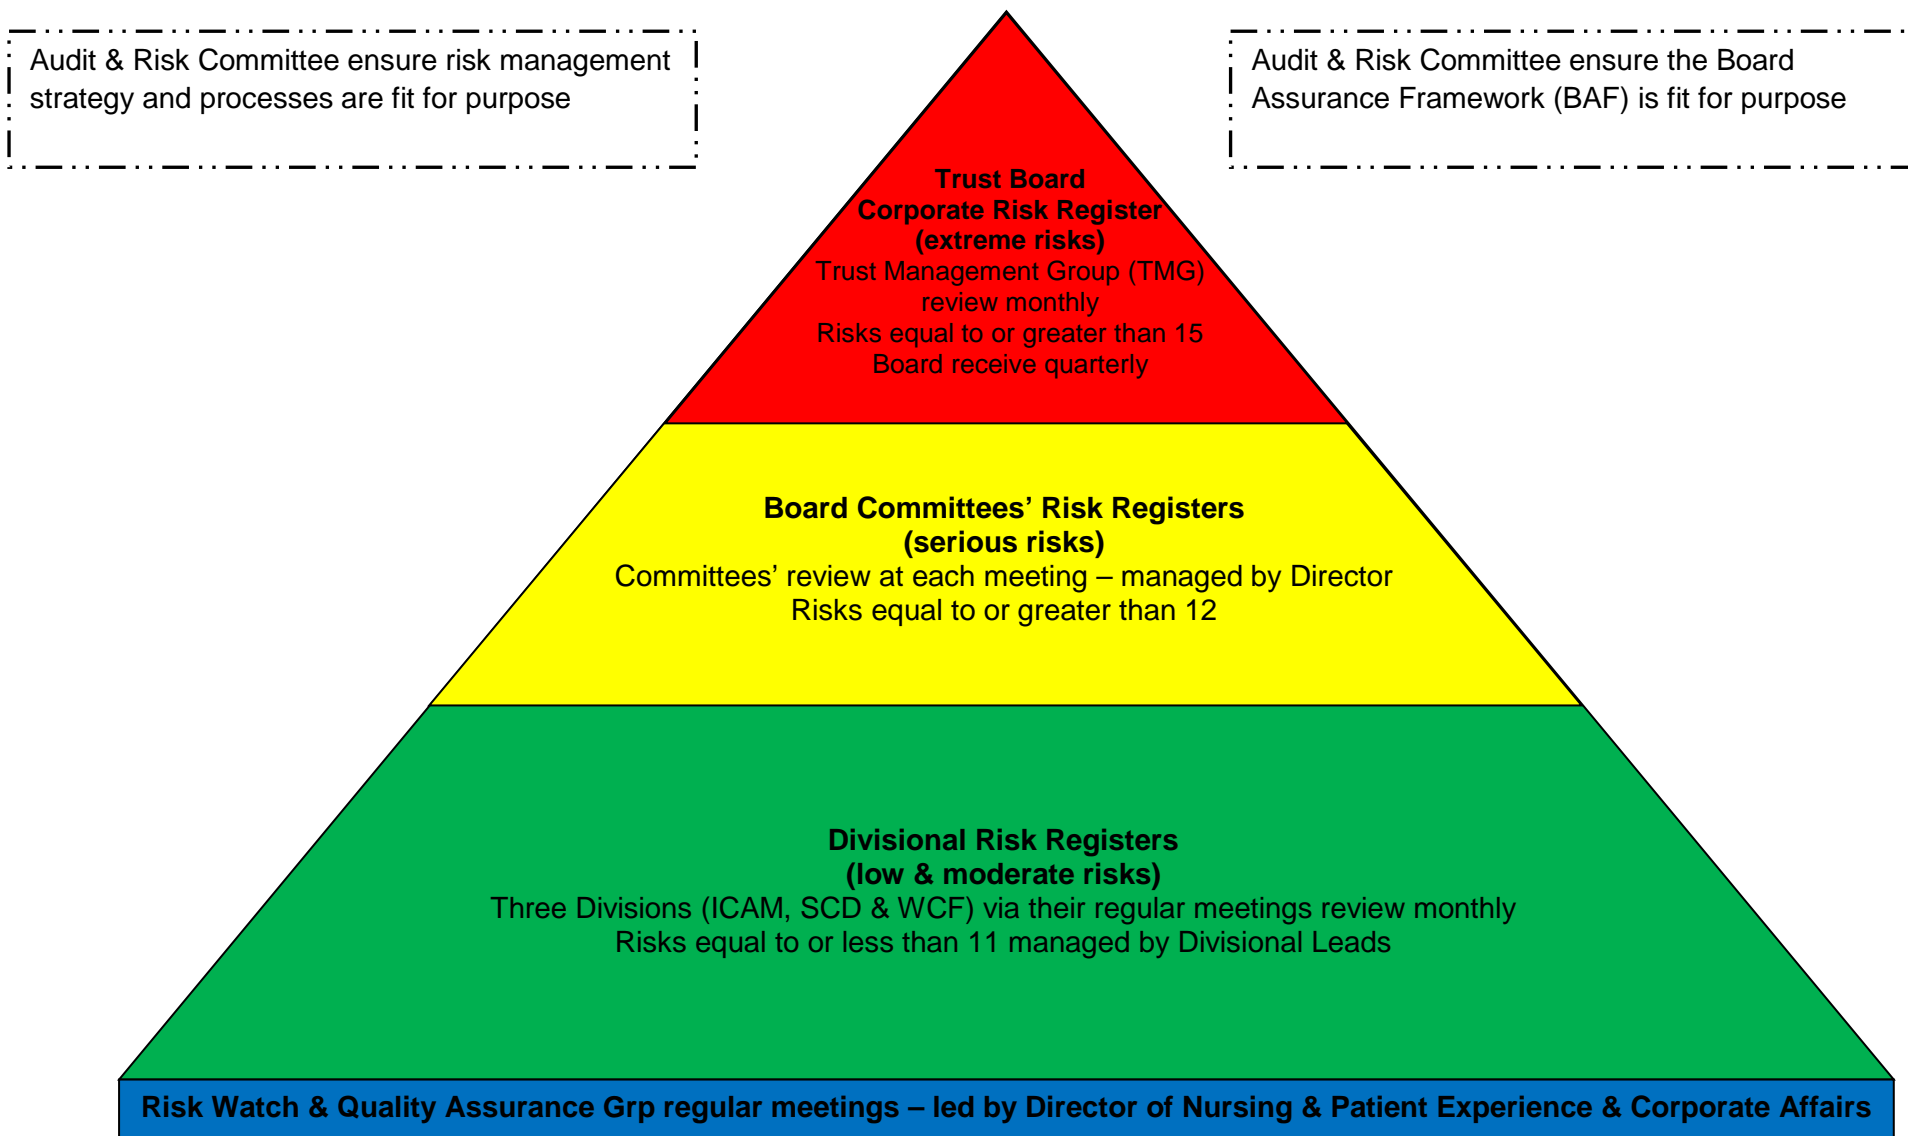 Audit & Risk Committee ensure risk management
strategy and processes are fit for purpose
Audit & Risk Committee ensure the Board
Assurance Framework (BAF) is fit for purpose
Trust Board
Corporate Risk Register
(extreme risks)
Trust Management Group (TMG)
review monthly
Risks equal to or greater than 15
Board receive quarterly
Board Committees’ Risk Registers
(serious risks)
Committees’ review at each meeting – managed by Director
Risks equal to or greater than 12
Divisional Risk Registers
(low & moderate risks)
Three Divisions (ICAM, SCD & WCF) via their regular meetings review monthly
Risks equal to or less than 11 managed by Divisional Leads
Risk Watch & Quality Assurance Grp regular meetings – led by Director of Nursing & Patient Experience & Corporate Affairs